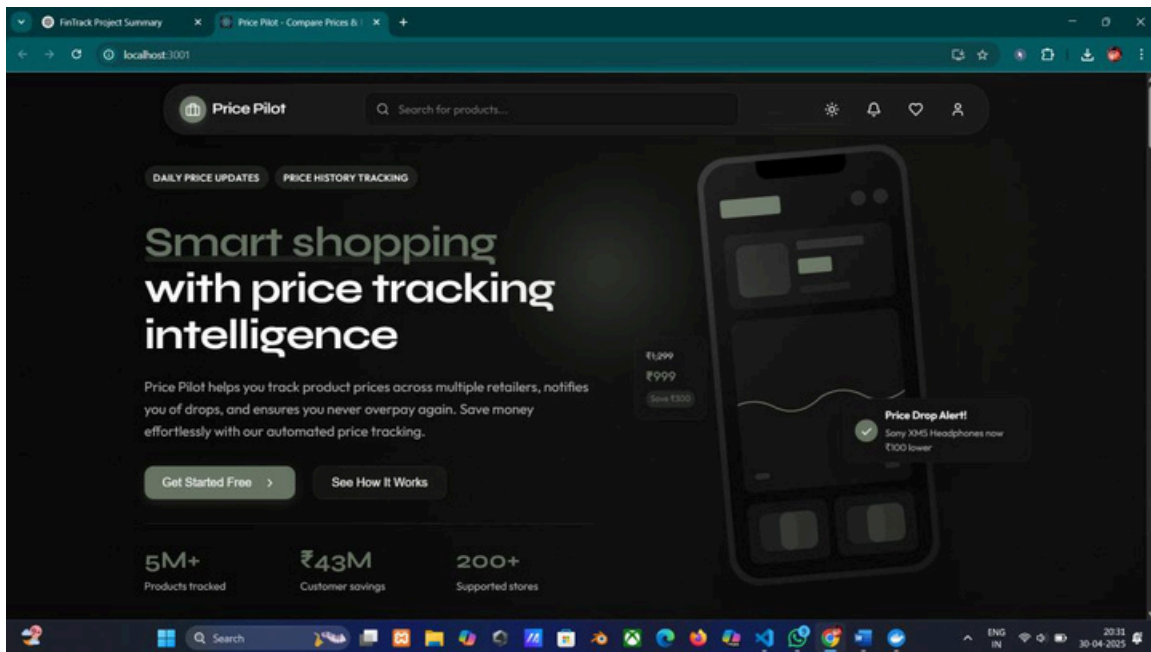 FinTrack Project Summary
Price Pilot - Compare Prices &
localhost:3001
Price Pilot
Search for products...
DAILY PRICE UPDATES
PRICE HISTORY TRACKING
Smart shopping
with price tracking
intelligence
Price Pilot helps you track product prices across multiple retailers, notifies
you of drops, and ensures you never overpay again. Save money
effortlessly with our automated price tracking.
Get Started Free
See How It Works
5M+
Products tracked
₹43M
Customer savings
200+
Supported stores
₹1,299
₹999
Save ₹300
Price Drop Alert!
Sony XM5 Headphones now
₹100 lower
Search
ENG
IN
20:31
30-04-2025